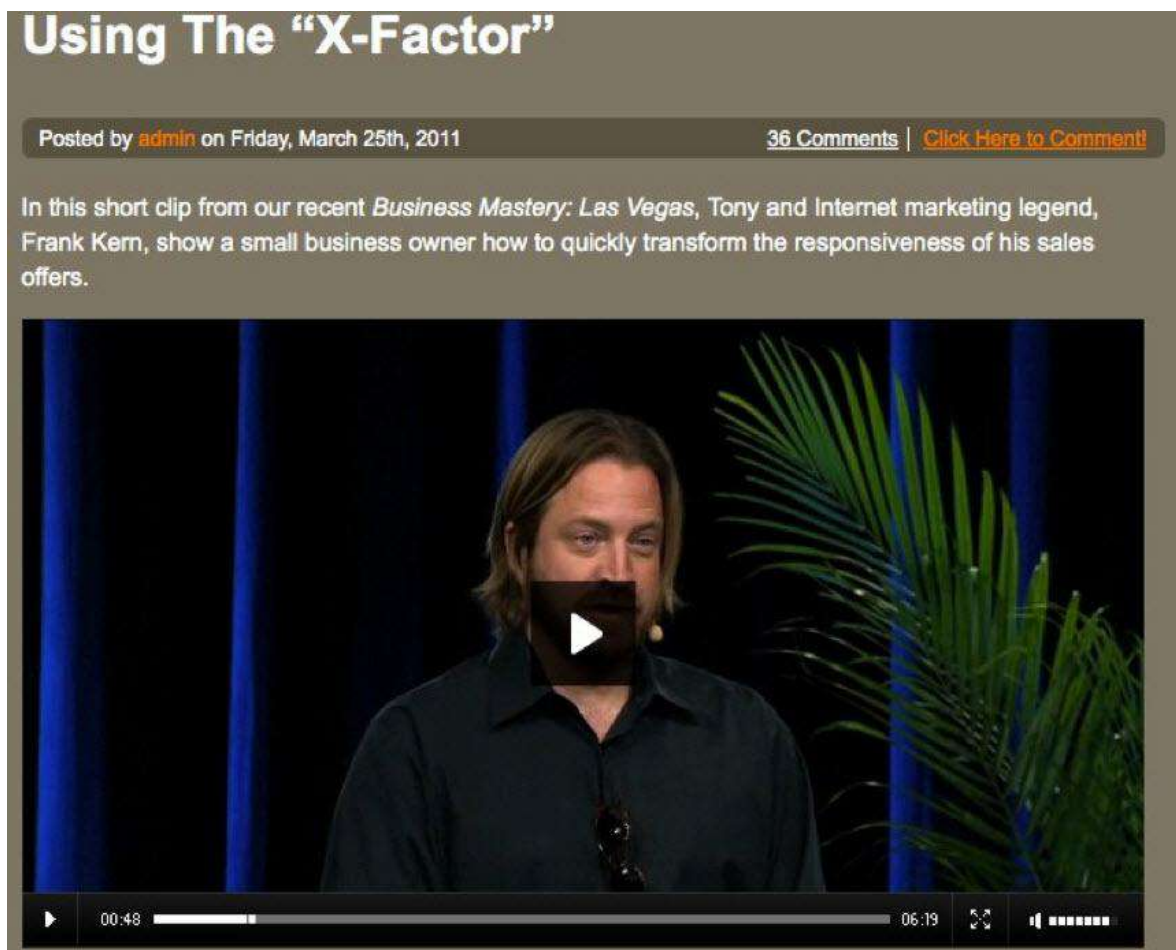 Using The “X-Factor”
Posted by admin on Friday, March 25th, 2011
36 Comments | Click Here to Comment!
In this short clip from our recent Business Mastery: Las Vegas, Tony and Internet marketing legend,
Frank Kern, show a small business owner how to quickly transform the responsiveness of his sales
offers.
00:48
06:19